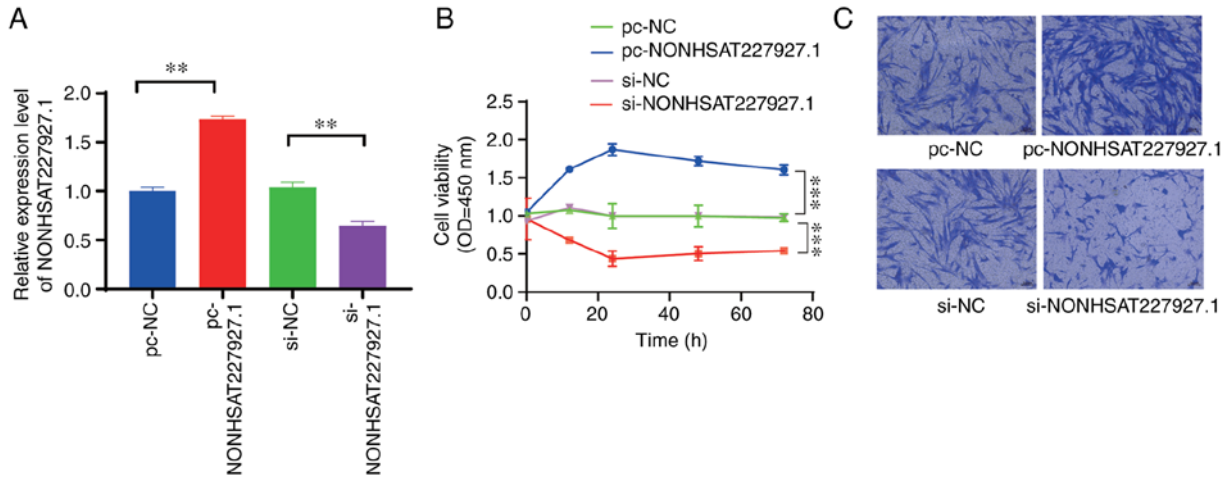 A
Relative expression level
of NONHSAT227927.1
2.0
1.5
1.0
0.5
0.0
**
**
pc-NC
pc-
NONHSAT227927.1
si-NC
si-
NONHSAT227927.1
B
pc-NC
pc-NONHSAT227927.1
si-NC
si-NONHSAT227927.1
Cell viability
(OD=450 nm)
2.5
2.0
1.5
1.0
0.5
0.0
***
***
0
20
40
60
80
Time (h)
C
pc-NC
pc-NONHSAT227927.1
si-NC
si-NONHSAT227927.1